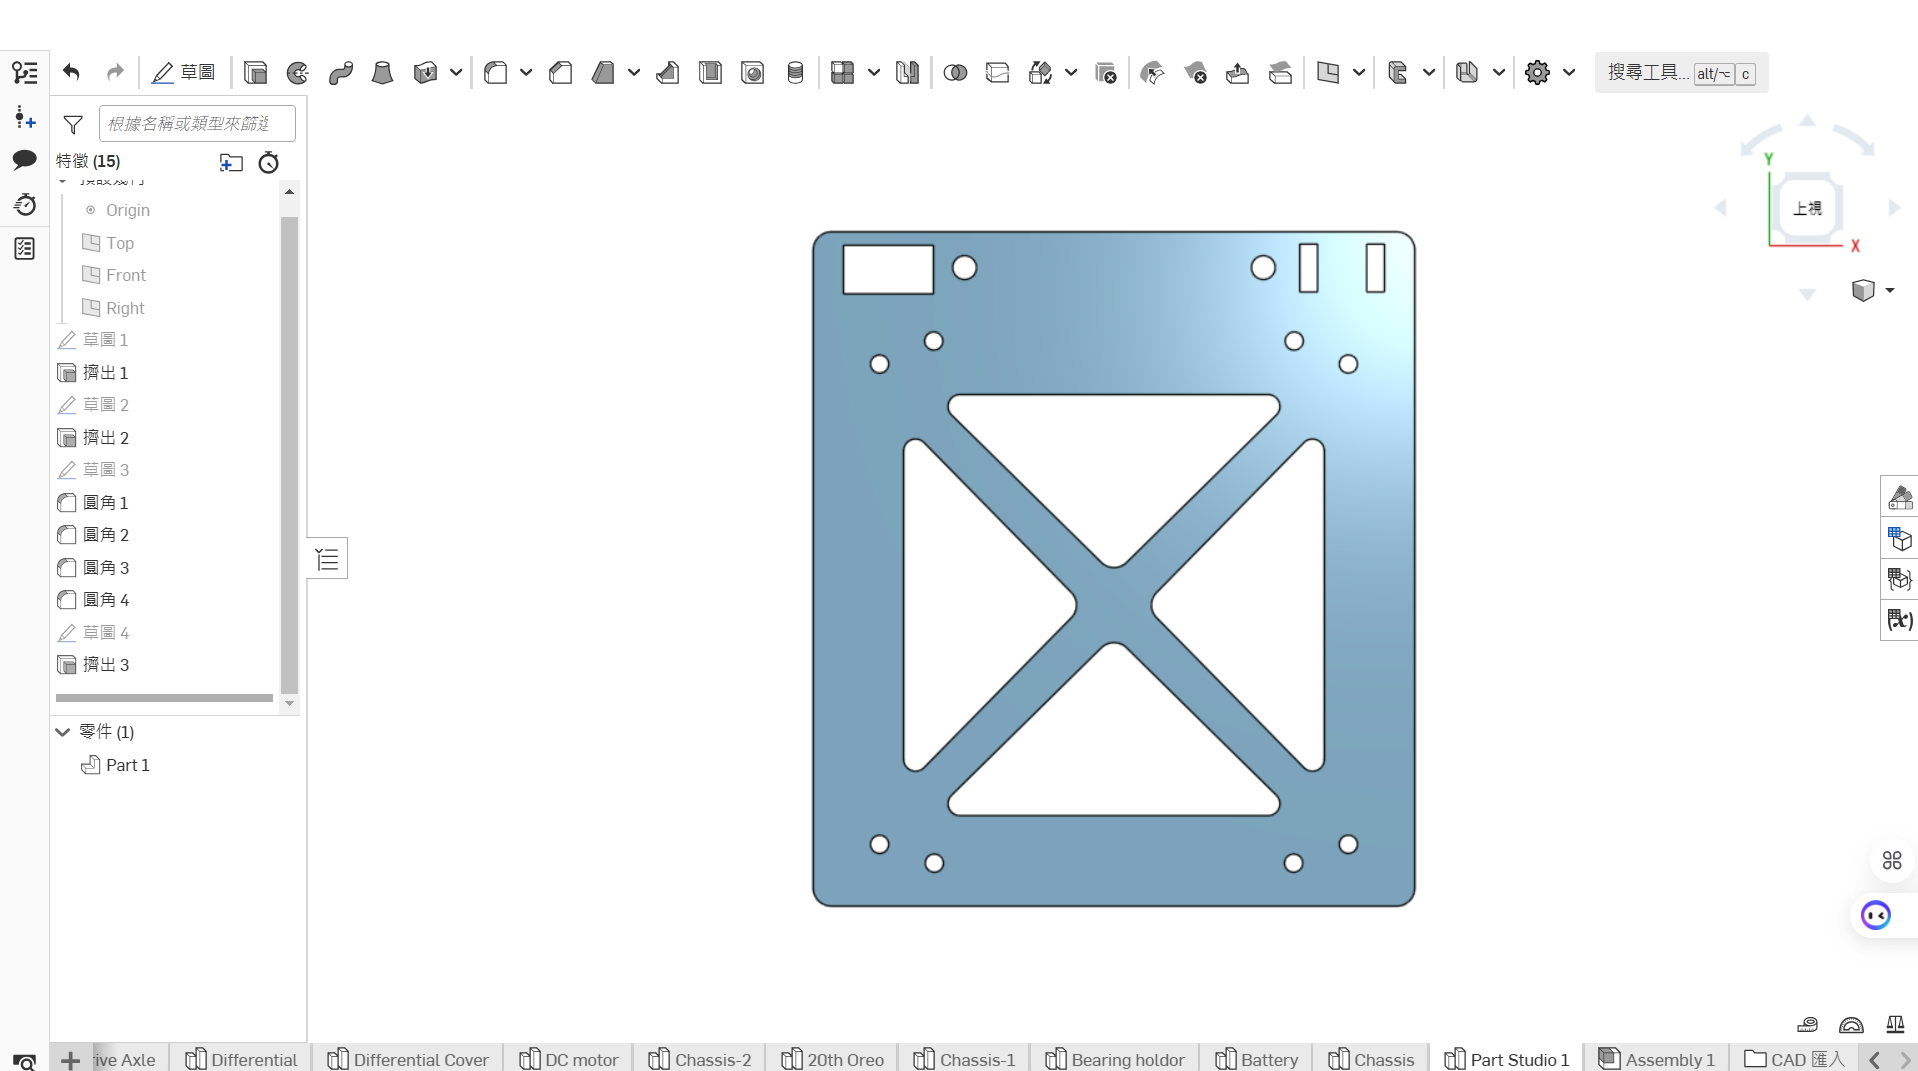 草圖
搜尋工具... alt/⌥ c
根據名稱或類型來篩選
特徵 (15)
預設幾何
Origin
Top
Front
Right
草圖 1
擠出 1
草圖 2
擠出 2
草圖 3
圓角 1
圓角 2
圓角 3
圓角 4
草圖 4
擠出 3
零件 (1)
Part 1
Y
上視
X
(x)
ive Axle
Differential
Differential Cover
DC motor
Chassis-2
20th Oreo
Chassis-1
Bearing holdor
Battery
Chassis
Part Studio 1
Assembly 1
CAD 匯入